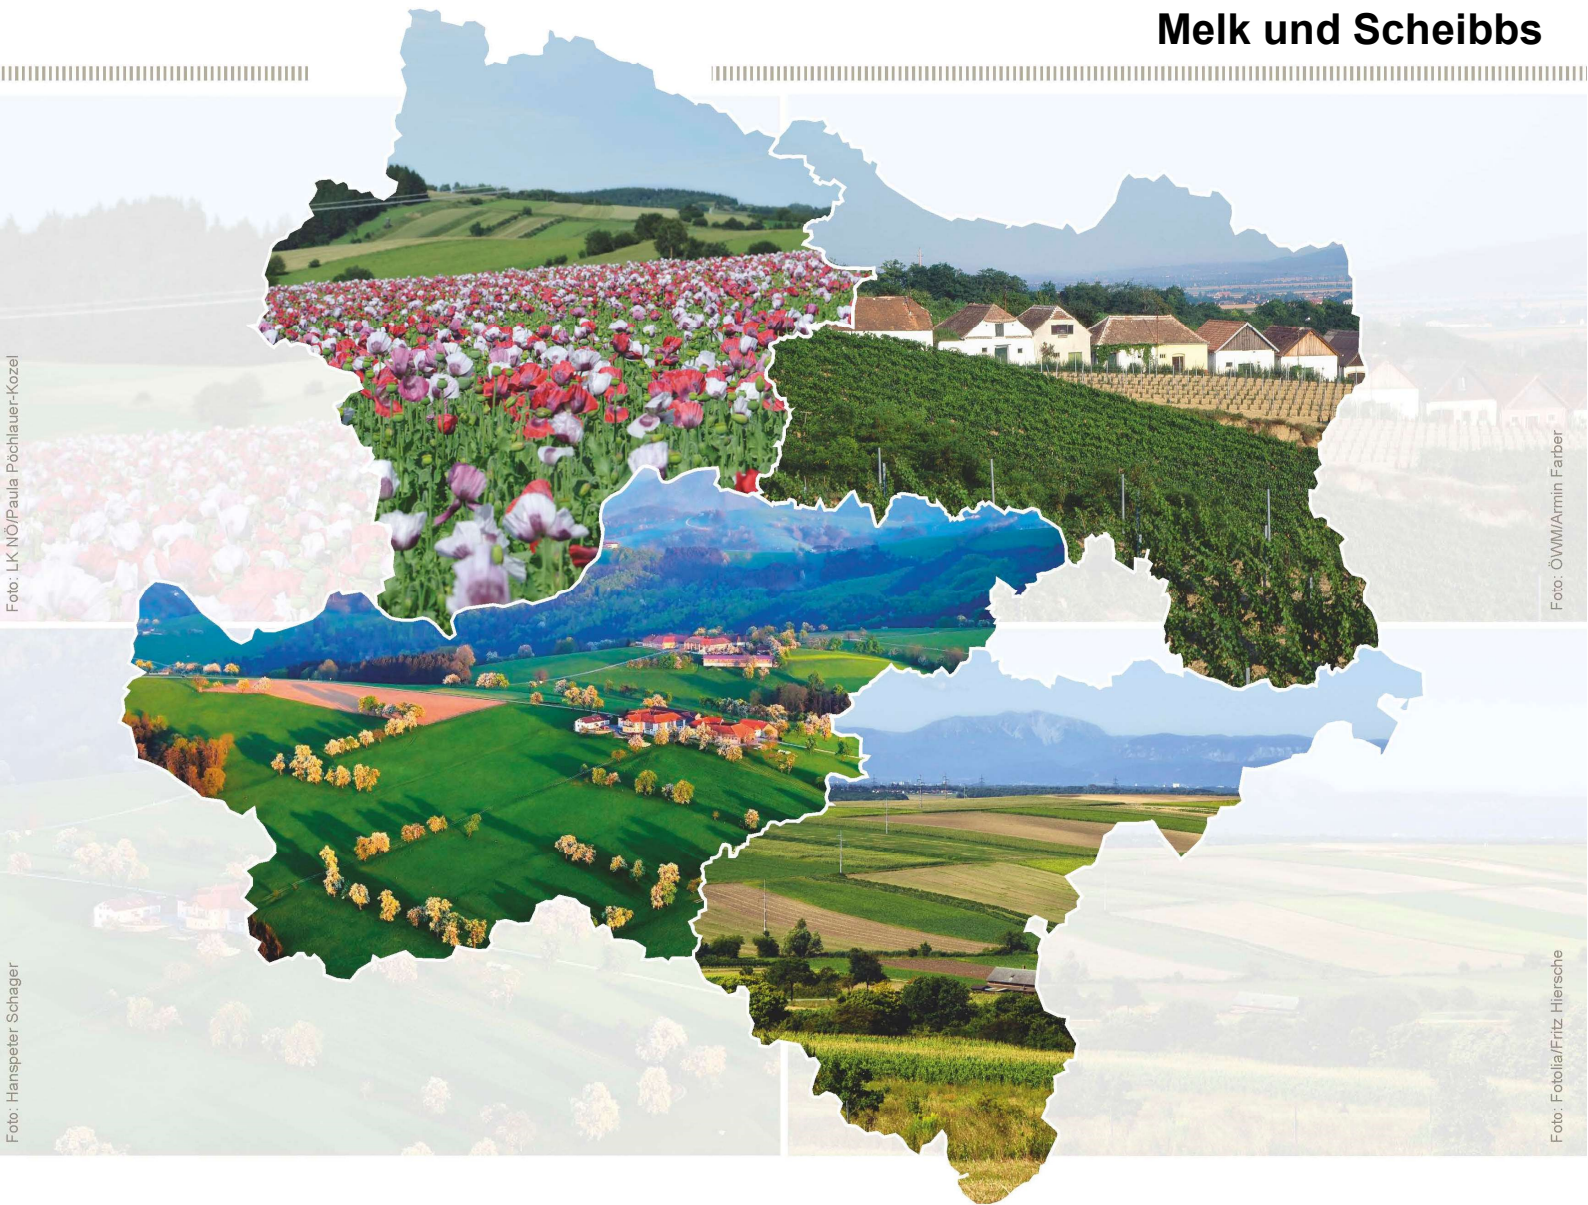 Melk und Scheibbs
Foto: LK NÖ/Paula Pöchlauer-Kozel
Foto: ÖWM/Armin Farber
Foto: Hanspeter Schager
Foto: Fotolia/Fritz Hiersche